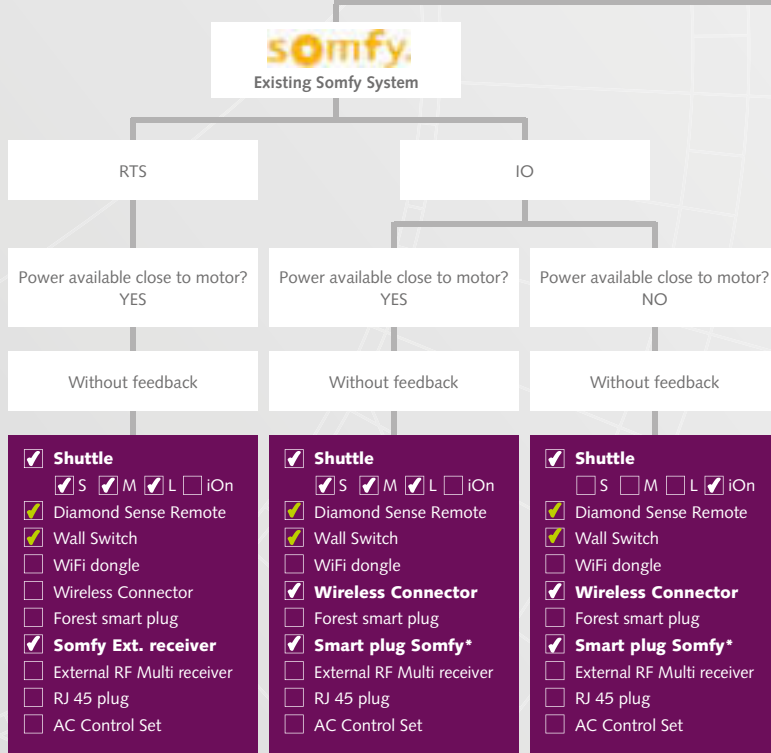 somfy.
Existing Somfy System
RTS
IO
Power available close to motor?
YES
Power available close to motor?
YES
Power available close to motor?
NO
Without feedback
Without feedback
Without feedback
Shuttle
S M L iOn
Diamond Sense Remote
Wall Switch
WiFi dongle
Wireless Connector
Forest smart plug
Somfy Ext. receiver
External RF Multi receiver
RJ 45 plug
AC Control Set
Shuttle
S M L iOn
Diamond Sense Remote
Wall Switch
WiFi dongle
Wireless Connector
Forest smart plug
Smart plug Somfy*
External RF Multi receiver
RJ 45 plug
AC Control Set
Shuttle
S M L iOn
Diamond Sense Remote
Wall Switch
WiFi dongle
Wireless Connector
Forest smart plug
Smart plug Somfy*
External RF Multi receiver
RJ 45 plug
AC Control Set